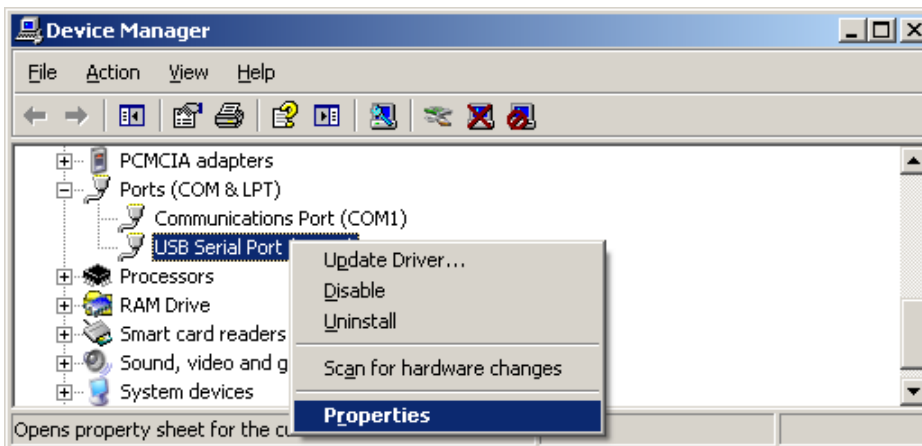 Device Manager
File Action View Help
PCMCIA adapters
Ports (COM & LPT)
Communications Port (COM1)
USB Serial Port
Update Driver...
Processors
Disable
RAM Drive
Uninstall
Smart card readers
Sound, video and g
Scan for hardware changes
System devices
Properties
Opens property sheet for the cu